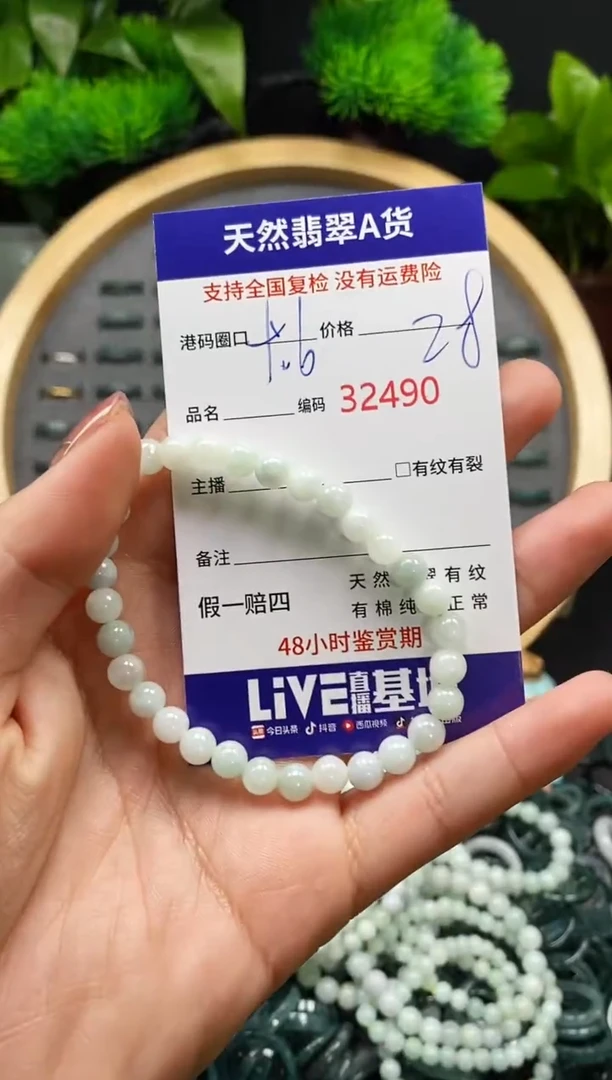 天然翡翠A货
支持全国复检 没有运费险
港码圈口 价格 28
品名 编码 32490
主播 □有纹有裂
备注
天然 翠有纹
假一赔四
有棉纯 正常
48小时鉴赏期
LiVE直播基地
今日头条 抖音 西瓜视频